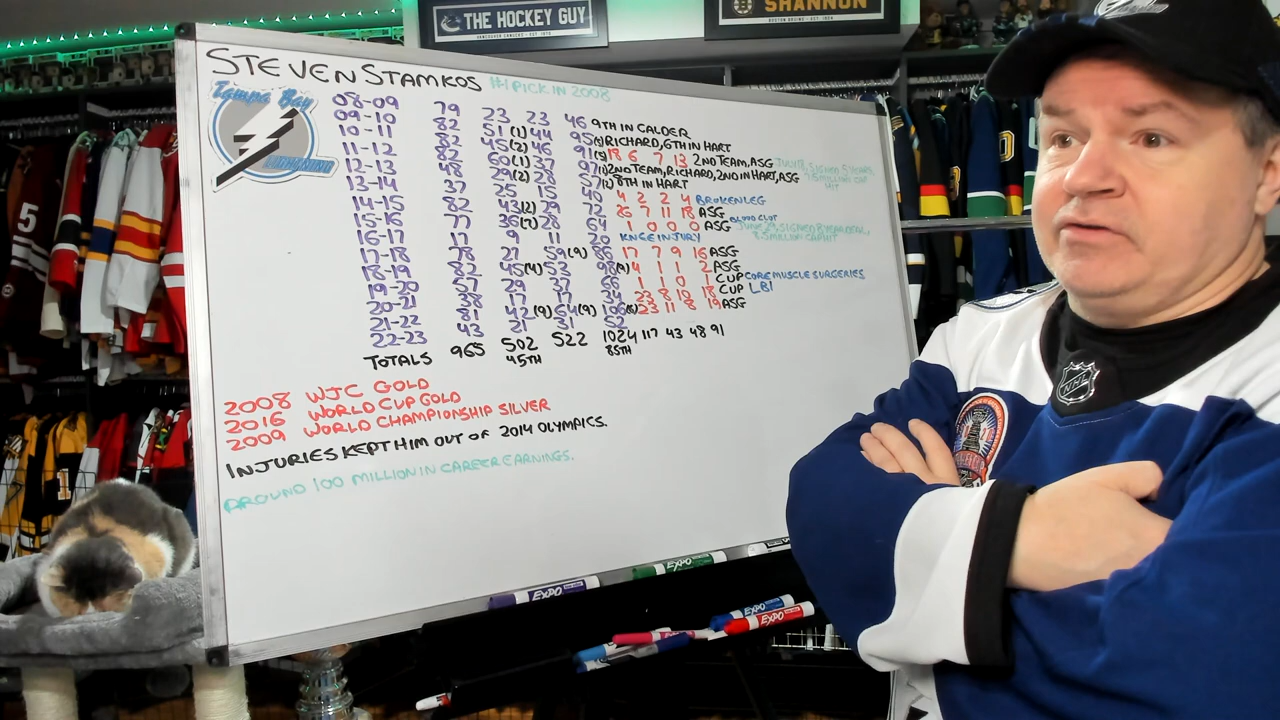 THE HOCKEY GUY
VANCOUVER CANUCKS - EST 1970
SHANNON
BOSTON BRUINS - EST 1924
STEVEN STAMKOS #1 PICK IN 2008
Tampa Bay
LIGHTNING
08-09 79 23 23 46 9TH IN CALDER
09-10 82 51(1) 44 95 RICHARD, 6TH IN HART
10-11 82 45(2) 46 91 18 6 7 13 2ND TEAM, ASG
11-12 82 60(1) 37 97 2ND TEAM, RICHARD, 2ND IN HART, ASG
12-13 29(2) 28 57 8TH IN HART
13-14 37 25 15 40 4 2 2 4 BROKEN LEG
14-15 82 43(2) 29 72 26 7 11 18 ASG
15-16 77 36 28 64 1 0 0 0 ASG BLOOD CLOT
16-17 17 9 11 20 KNEE INJURY
17-18 78 27 59(9) 86 17 7 9 16 ASG
18-19 82 45 53 98 4 1 1 2 ASG
19-20 57 29 37 66 1 1 0 1 CUP CORE MUSCLE SURGERIES
20-21 38 17 17 34 23 8 10 18 CUP LBI
21-22 81 42(9) 64(9) 106 23 11 8 19 ASG
22-23 43 21 31 52
TOTALS 965 502 522 1024 117 43 48 91
45TH 85TH
2008 WJC GOLD
2016 WORLD CUP GOLD
2009 WORLD CHAMPIONSHIP SILVER
INJURIES KEPT HIM OUT OF 2014 OLYMPICS.
AROUND 100 MILLION IN CAREER EARNINGS.
EXPO
EXPO
EXPO
EXPO
NHL
5
1